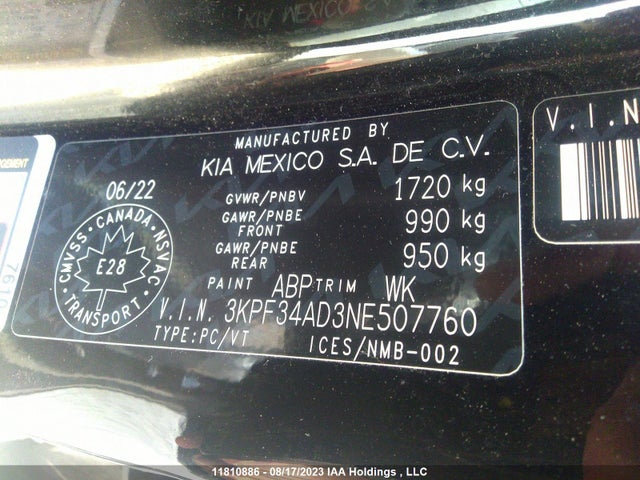 MANUFACTURED BY
KIA MEXICO S.A. DE C.V.
06/22
GVWR/PNBV 1720 kg
GAWR/PNBE FRONT 990 kg
GAWR/PNBE REAR 950 kg
CMVSS · CANADA · NSVAC · TRANSPORT
E28
PAINT ABP TRIM WK
V.I.N. 3KPF34AD3NE507760
TYPE:PC/VT ICES/NMB-002
V.I.N
11810886 - 08/17/2023 IAA Holdings , LLC